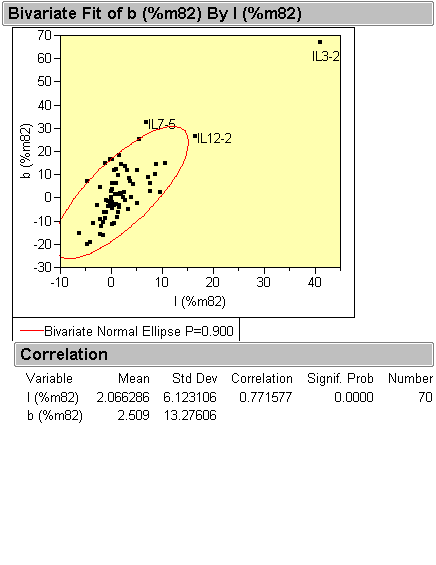 Bivariate Fit of b (%m82) By l (%m82)
70
60
50
40
30
20
10
0
-10
-20
-30
b (%m82)
IL3-2
IL7-5
IL12-2
-10 0 10 20 30 40
l (%m82)
Bivariate Normal Ellipse P=0.900
Correlation
Variable Mean Std Dev Correlation Signif. Prob Number
l (%m82) 2.066286 6.123106 0.771577 0.0000 70
b (%m82) 2.509 13.27606